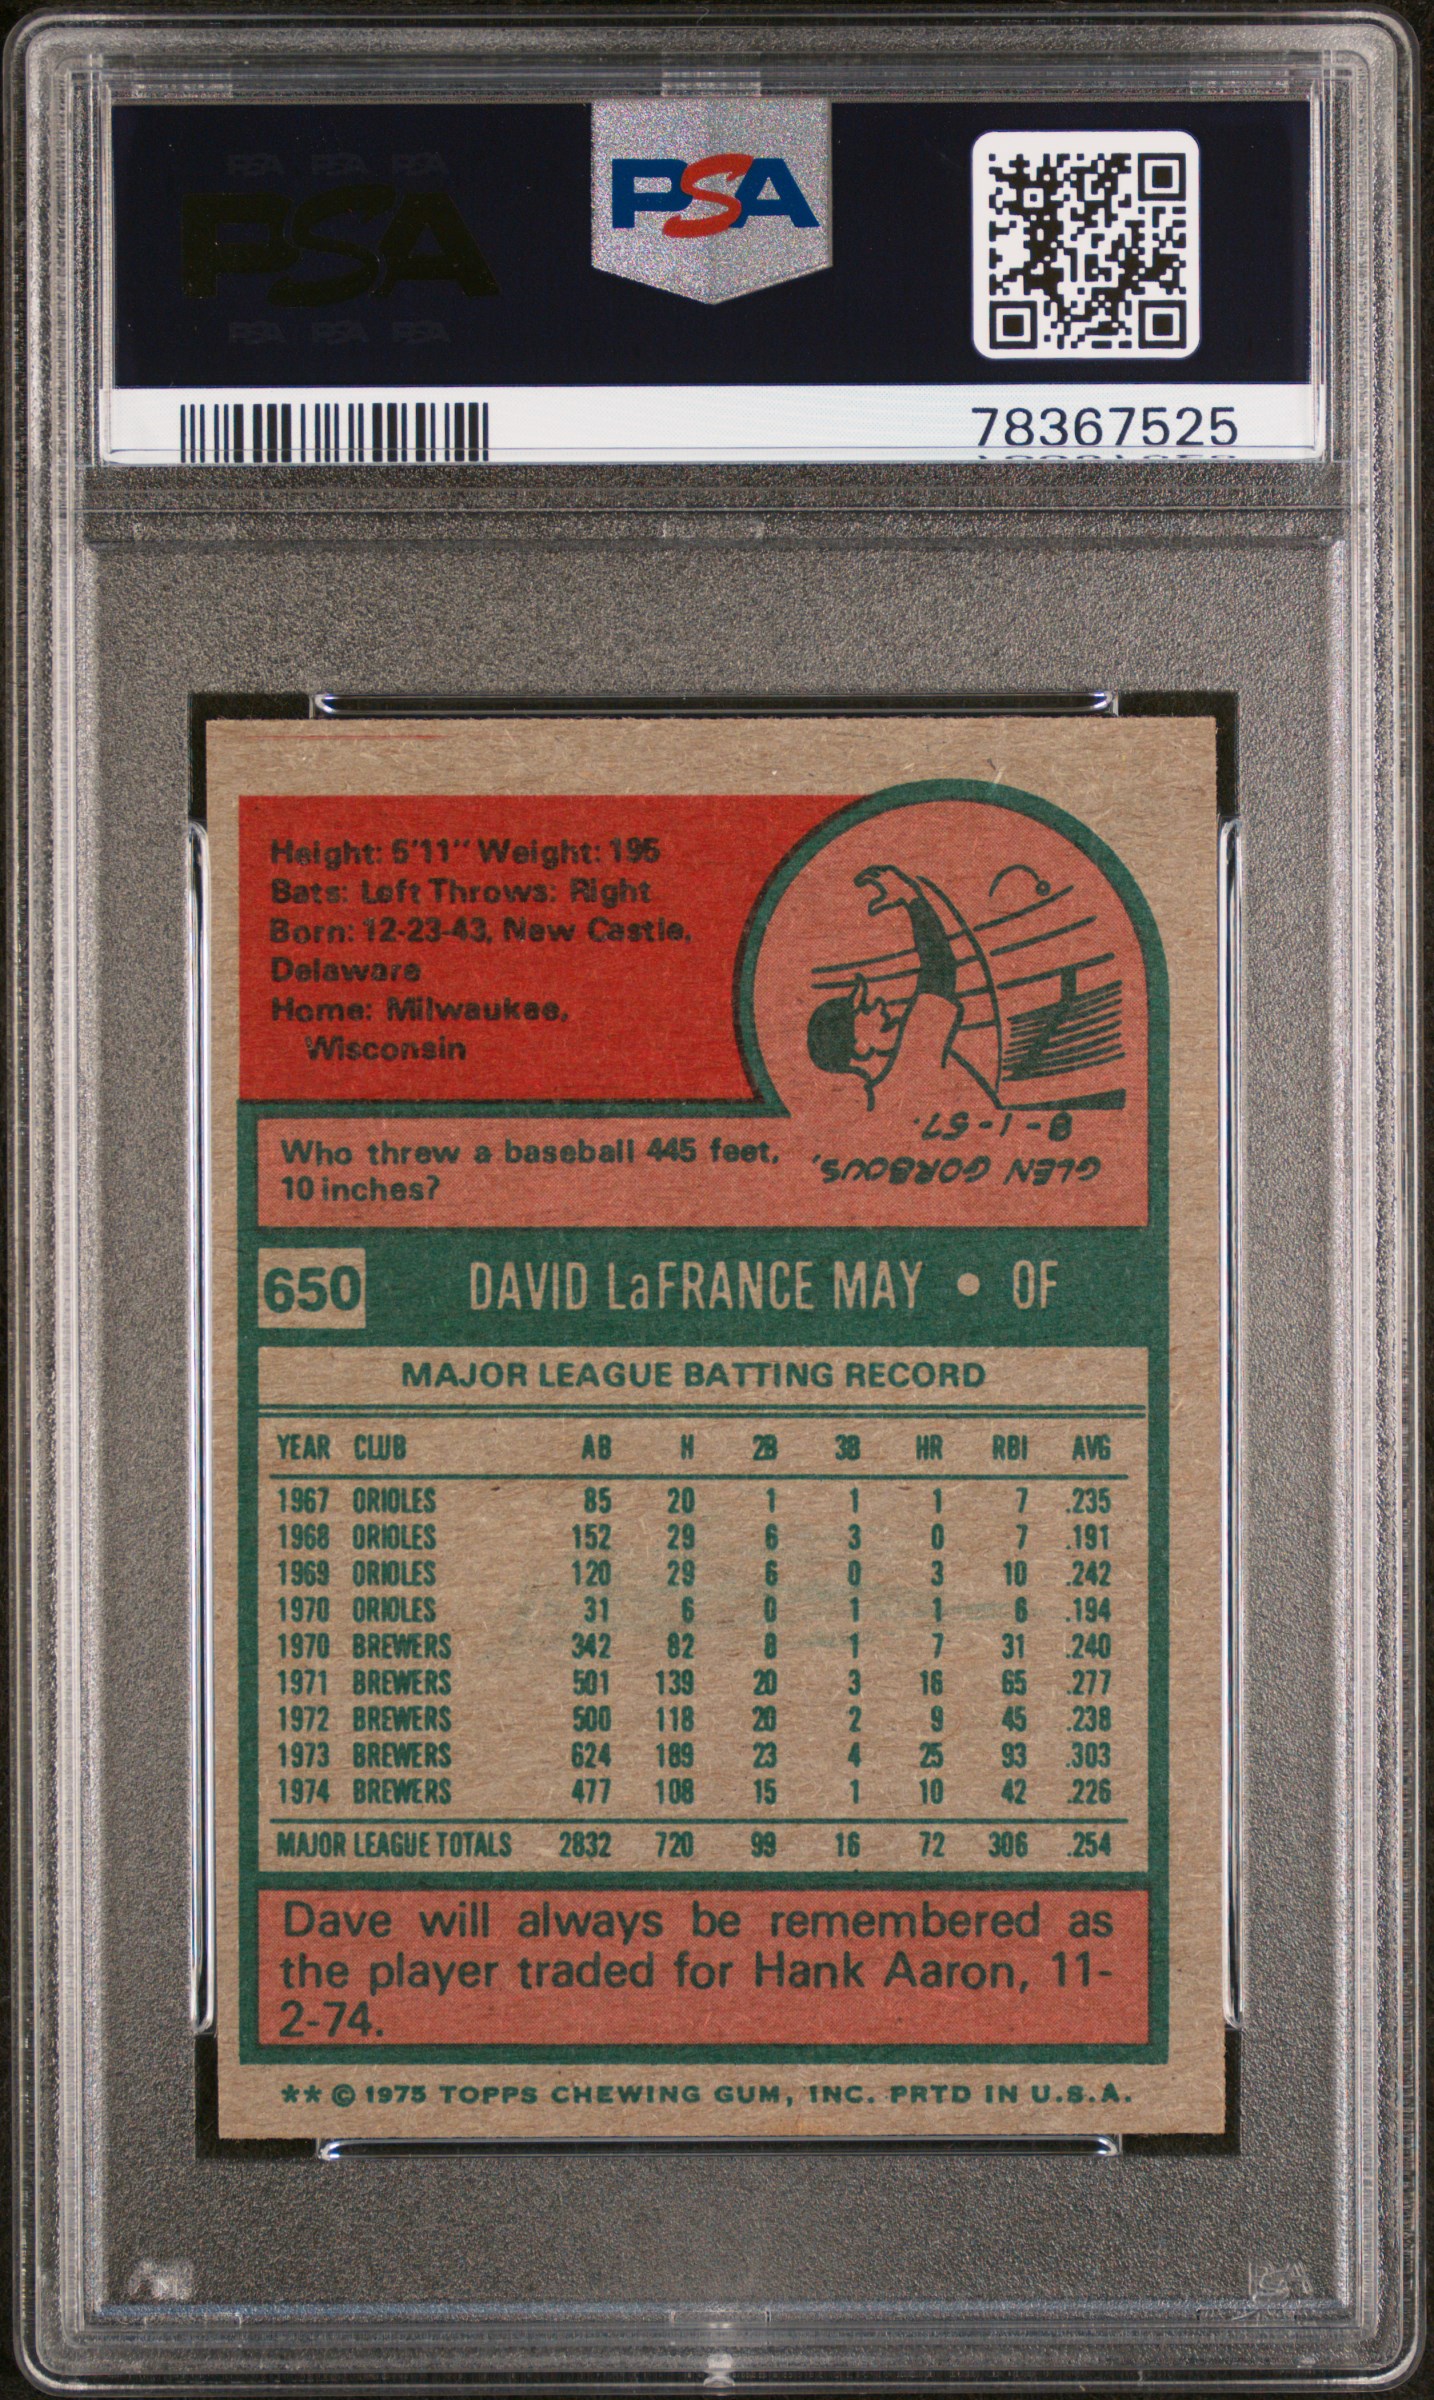 PSA PSA PSA
PSA
PSA PSA PSA
PSA
78367525
Height: 5'11" Weight: 195
Bats: Left Throws: Right
Born: 12-23-43, New Castle,
Delaware
Home: Milwaukee,
Wisconsin
Who threw a baseball 445 feet,
10 inches?
GLEN GORBOUS,
8-1-57.
650 DAVID LaFRANCE MAY • OF
MAJOR LEAGUE BATTING RECORD
YEAR CLUB AB H 2B 3B HR RBI AVG
1967 ORIOLES 85 20 1 1 1 7 .235
1968 ORIOLES 152 29 6 3 0 7 .191
1969 ORIOLES 120 29 6 0 3 10 .242
1970 ORIOLES 31 6 0 1 1 6 .194
1970 BREWERS 342 82 8 1 7 31 .240
1971 BREWERS 501 139 20 3 16 65 .277
1972 BREWERS 500 118 20 2 9 45 .238
1973 BREWERS 624 189 23 4 25 93 .303
1974 BREWERS 477 108 15 1 10 42 .226
MAJOR LEAGUE TOTALS 2832 720 99 16 72 306 .254
Dave will always be remembered as
the player traded for Hank Aaron, 11-
2-74.
** © 1975 TOPPS CHEWING GUM, INC. PRTD IN U.S.A.
PSA